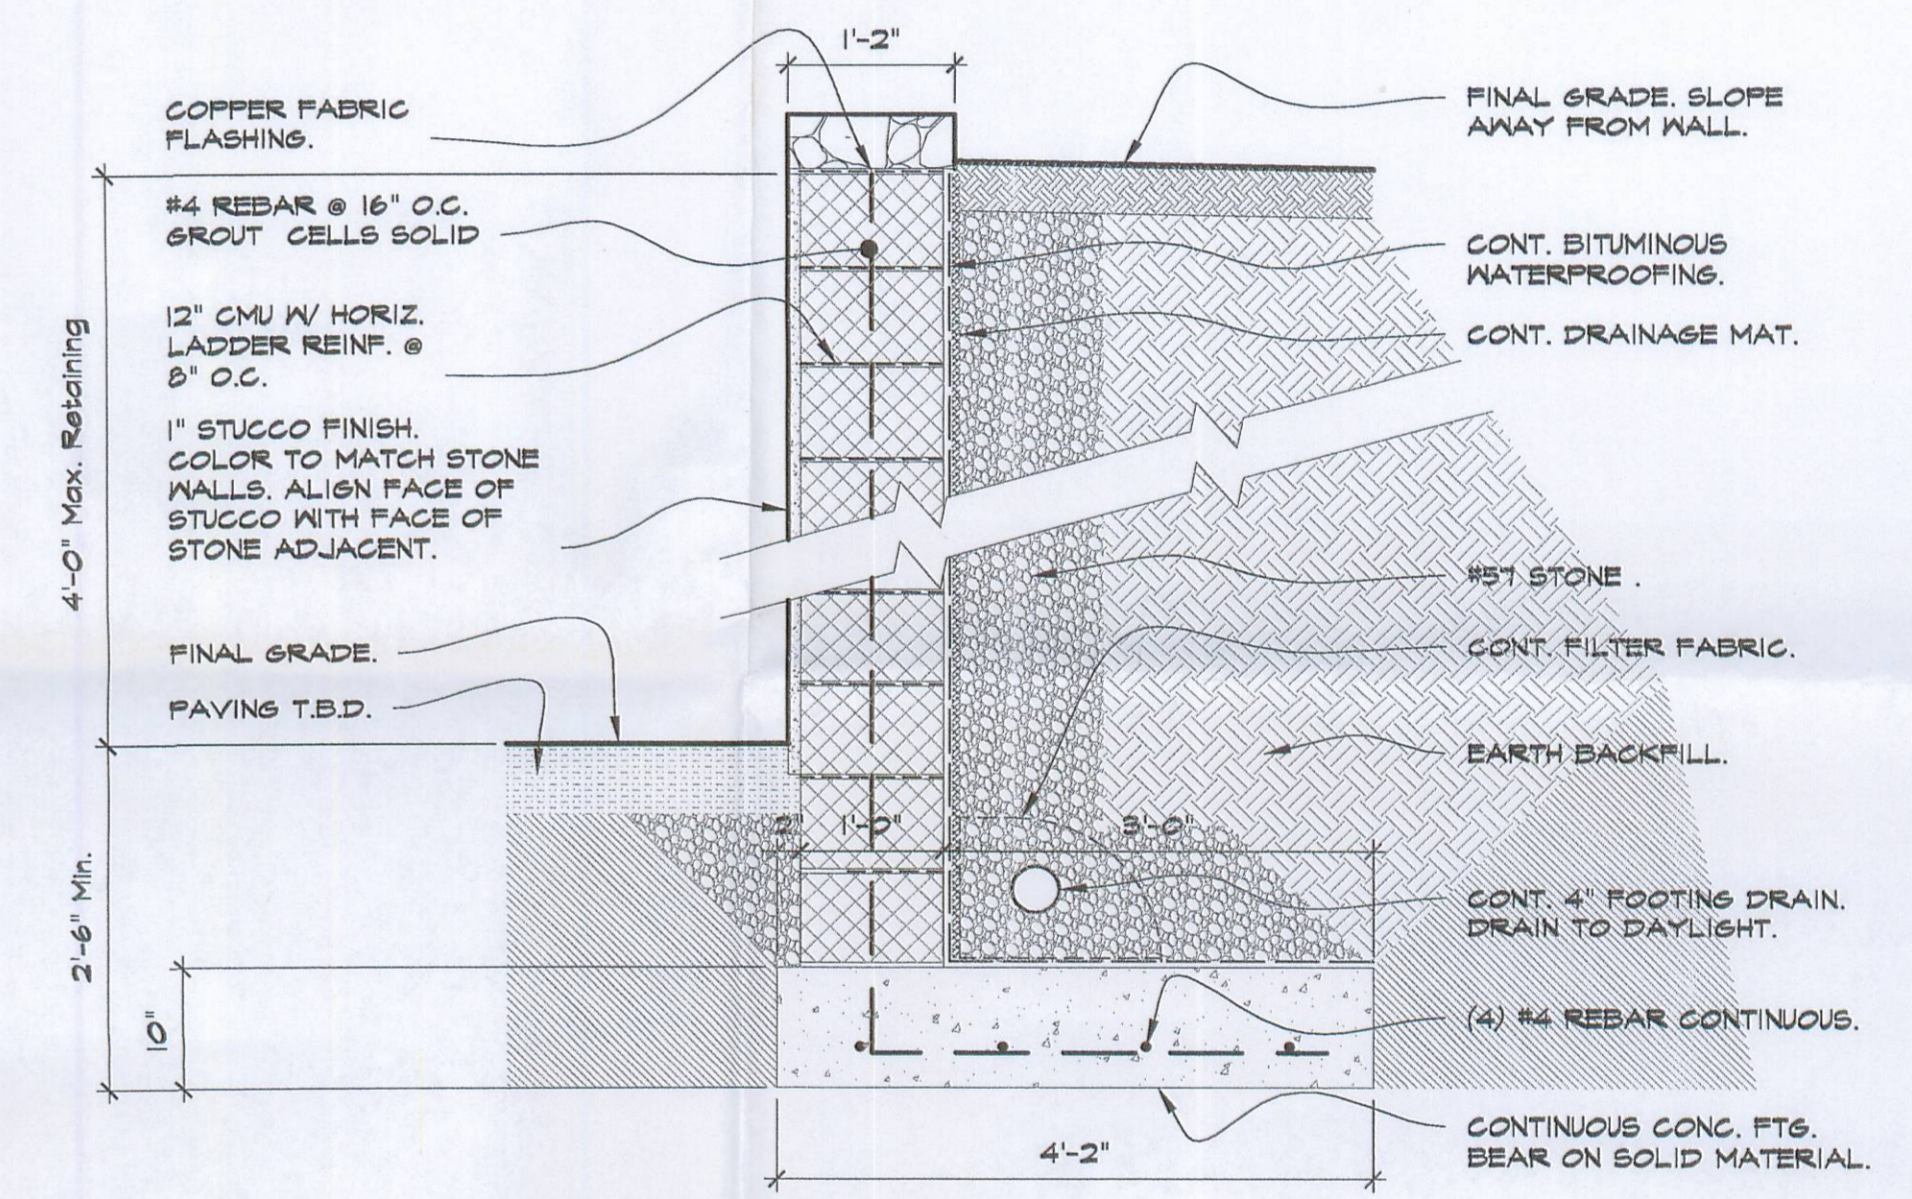 1'-2"
COPPER FABRIC
FLASHING.
#4 REBAR @ 16" O.C.
GROUT CELLS SOLID
12" CMU W/ HORIZ.
LADDER REINF. @
8" O.C.
1" STUCCO FINISH.
COLOR TO MATCH STONE
WALLS. ALIGN FACE OF
STUCCO WITH FACE OF
STONE ADJACENT.
FINAL GRADE.
PAVING T.B.D.
4'-0" Max. Retaining
2'-6" Min.
10"
FINAL GRADE. SLOPE
AWAY FROM WALL.
CONT. BITUMINOUS
WATERPROOFING.
CONT. DRAINAGE MAT.
#57 STONE .
CONT. FILTER FABRIC.
EARTH BACKFILL.
2"
1'-0"
3'-0"
CONT. 4" FOOTING DRAIN.
DRAIN TO DAYLIGHT.
(4) #4 REBAR CONTINUOUS.
CONTINUOUS CONC. FTG.
BEAR ON SOLID MATERIAL.
4'-2"